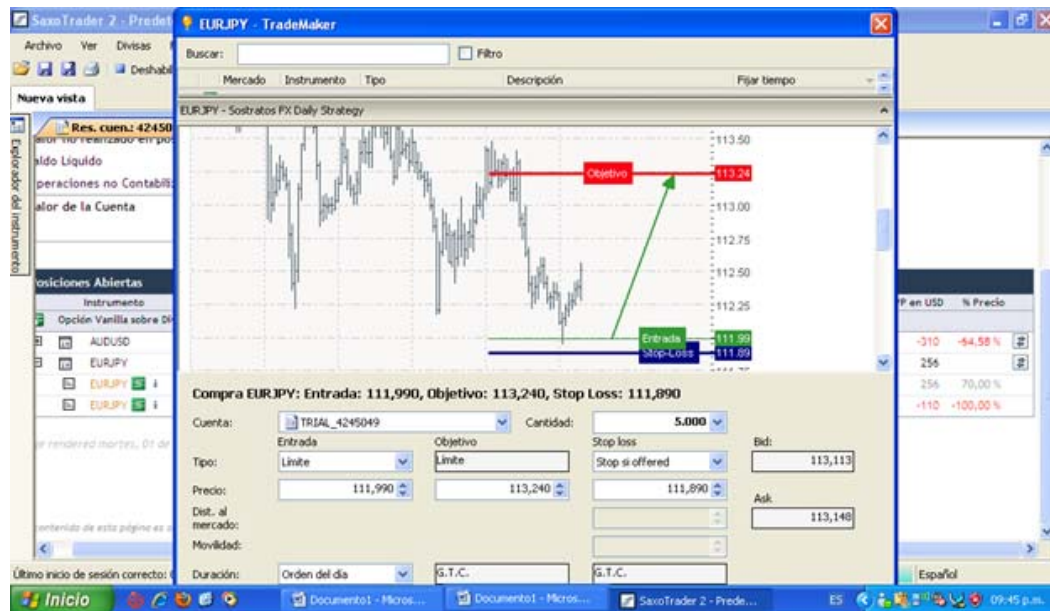 SaxoTrader 2 - Predet
EURJPY - TradeMaker
Archivo Ver Divisas
Buscar: Filtro
Deshabil
Mercado Instrumento Tipo Descripción Fijar tiempo
Nueva vista
EURJPY - Sostratos FX Daily Strategy
Res. cuen.: 42450
Explorador del instrumento
aldo Líquido
peraciones no Contabili
alor de la Cuenta
113.50
Objetivo 113.24
113.00
112.75
112.50
112.25
Entrada 111.99
Stop-Loss 111.89
osiciones Abiertas
Instrumento
P en USD % Precio
Opción Vanilla sobre Di
AUDUSD -310 -64,58 %
EURJPY 256
EURJPY S 256 70,00 %
EURJPY S -110 -100,00 %
Compra EURJPY: Entrada: 111,990, Objetivo: 113,240, Stop Loss: 111,890
Cuenta: TRIAL_4245049 Cantidad: 5.000
Entrada Objetivo Stop loss Bid:
Tipo: Límite Límite Stop si offered 113,113
Precio: 111,990 113,240 111,890 Ask
Dist. al mercado: 113,148
Movilidad:
Duración: Orden del día G.T.C. G.T.C.
Último inicio de sesión correcto: Español
Inicio Documento1 - Micros... Documento1 - Micros... SaxoTrader 2 - Prede... ES 09:45 p.m.